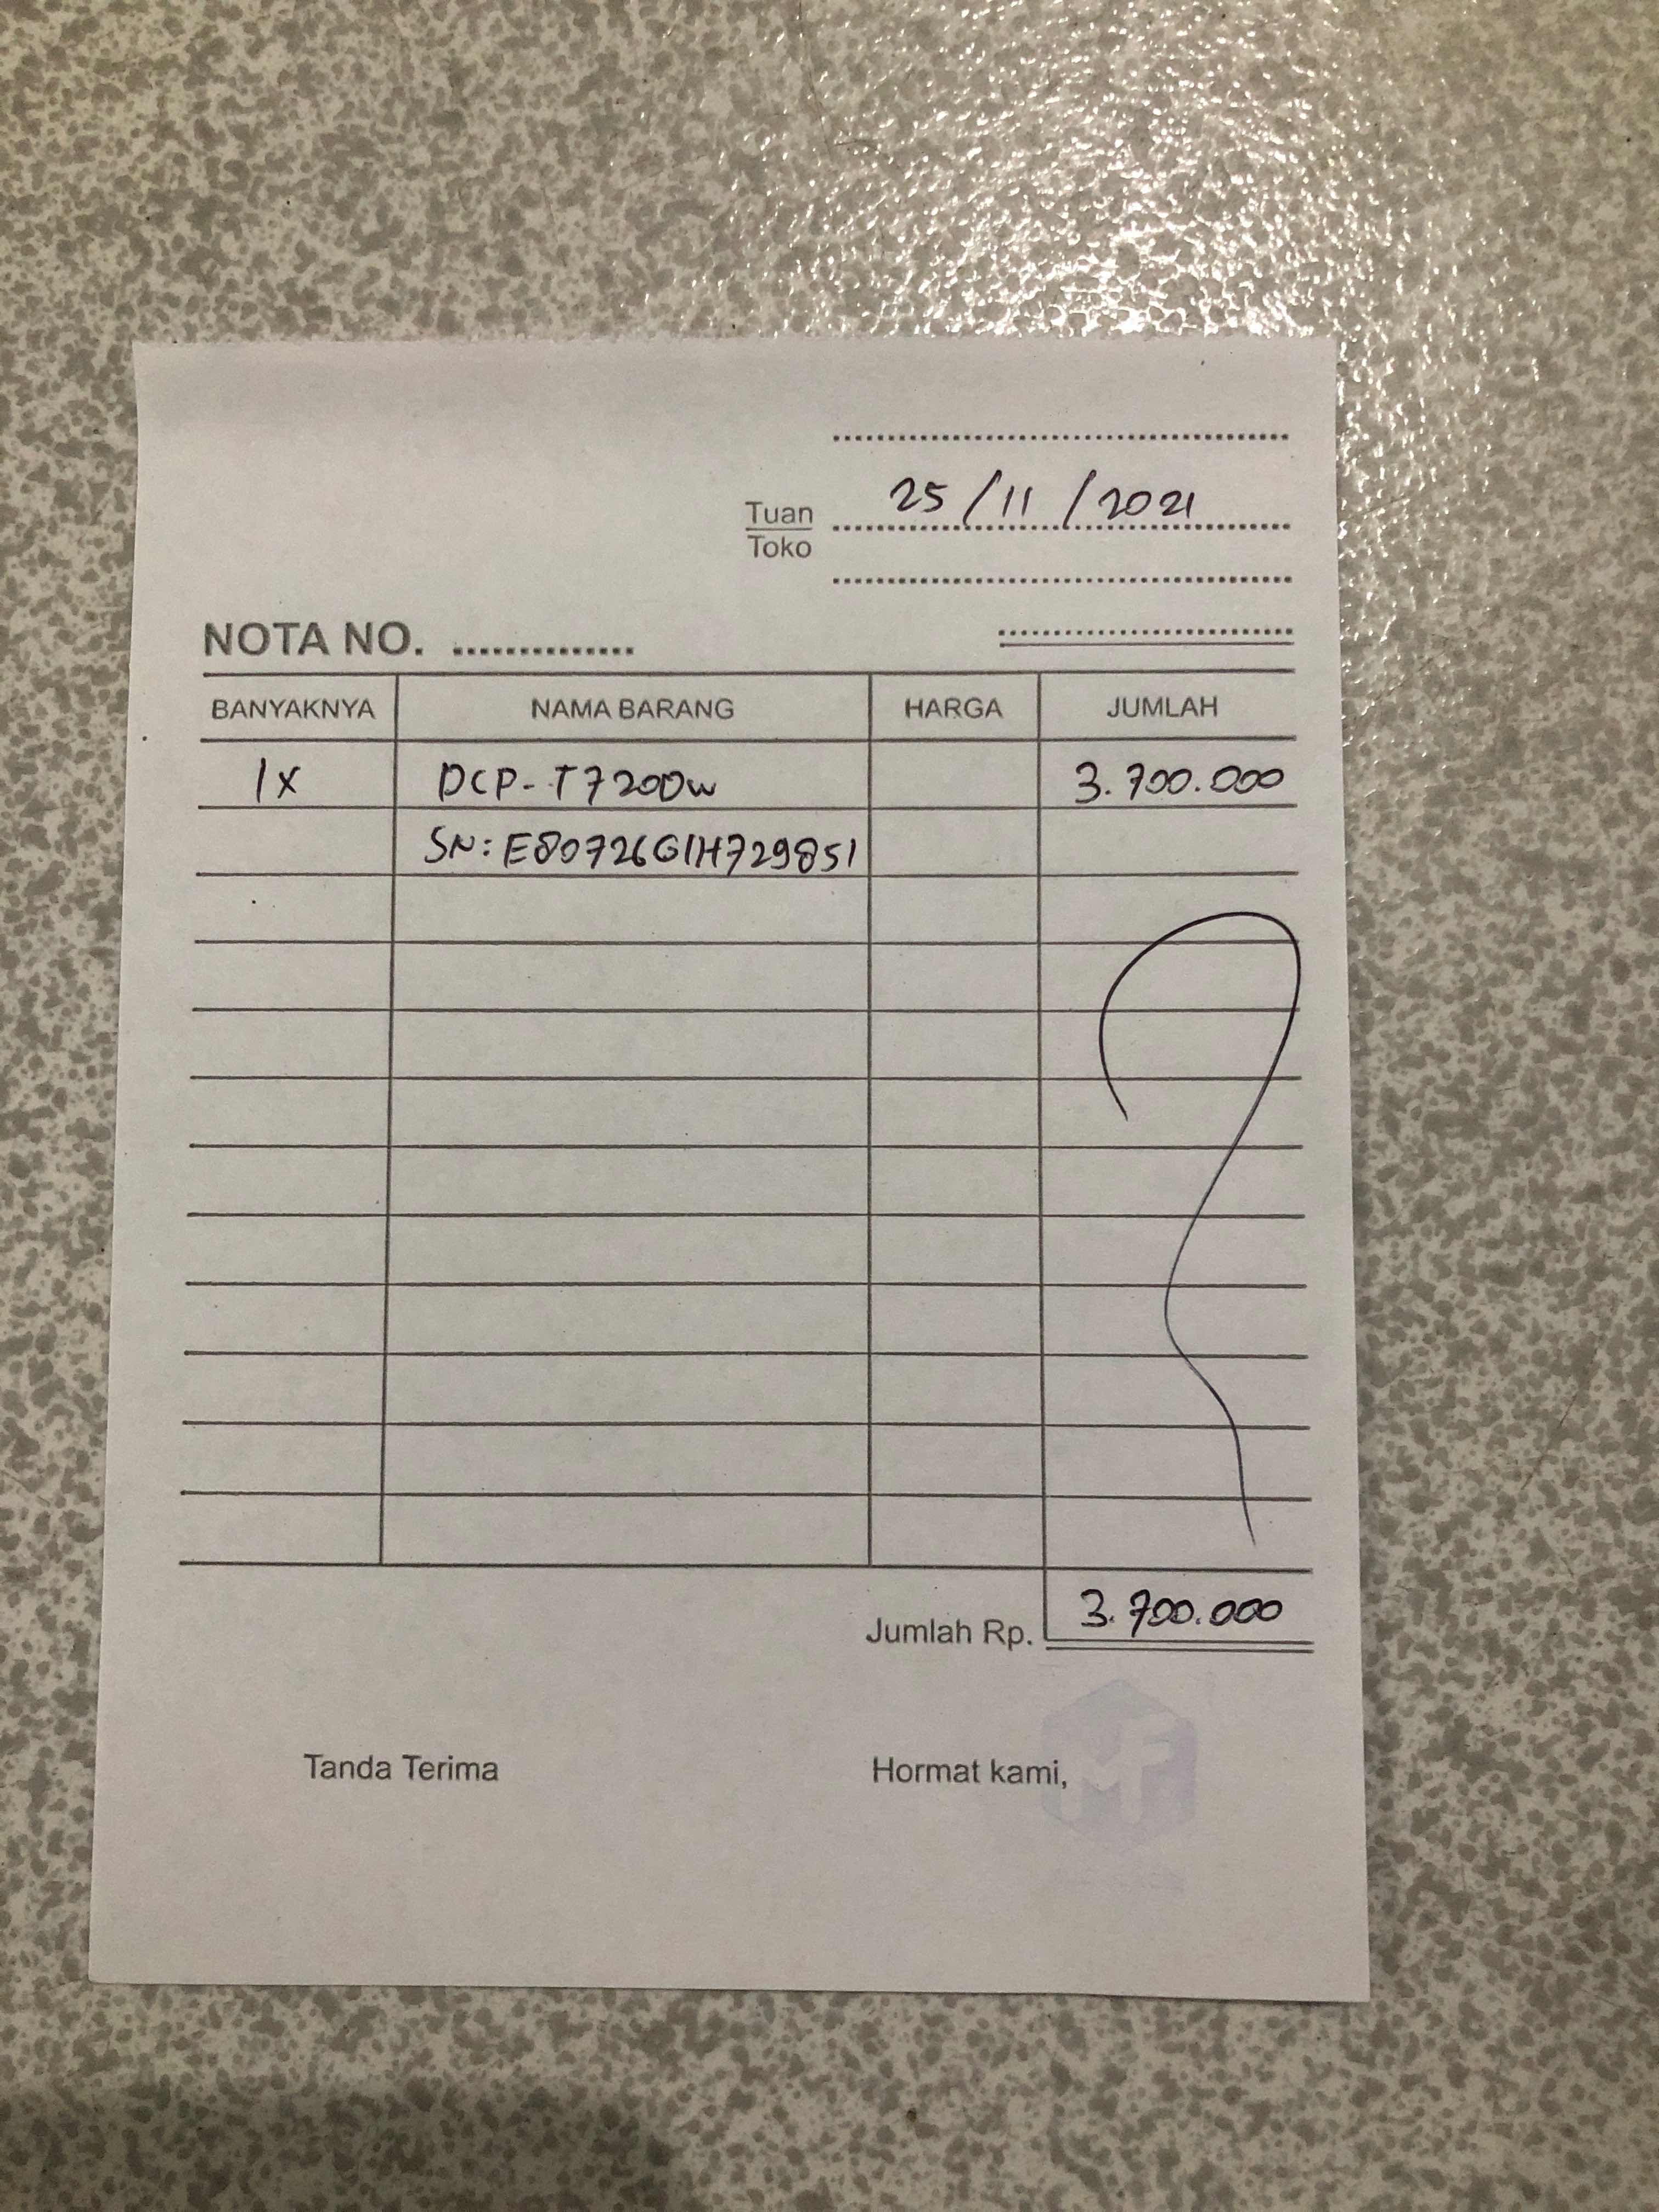 25/11/2021
Tuan
Toko
NOTA NO. ..............
BANYAKNYA NAMA BARANG HARGA JUMLAH
1x DCP-T7200w 3.700.000
SN: E80726G1H729851
Jumlah Rp. 3.700.000
Tanda Terima Hormat kami,